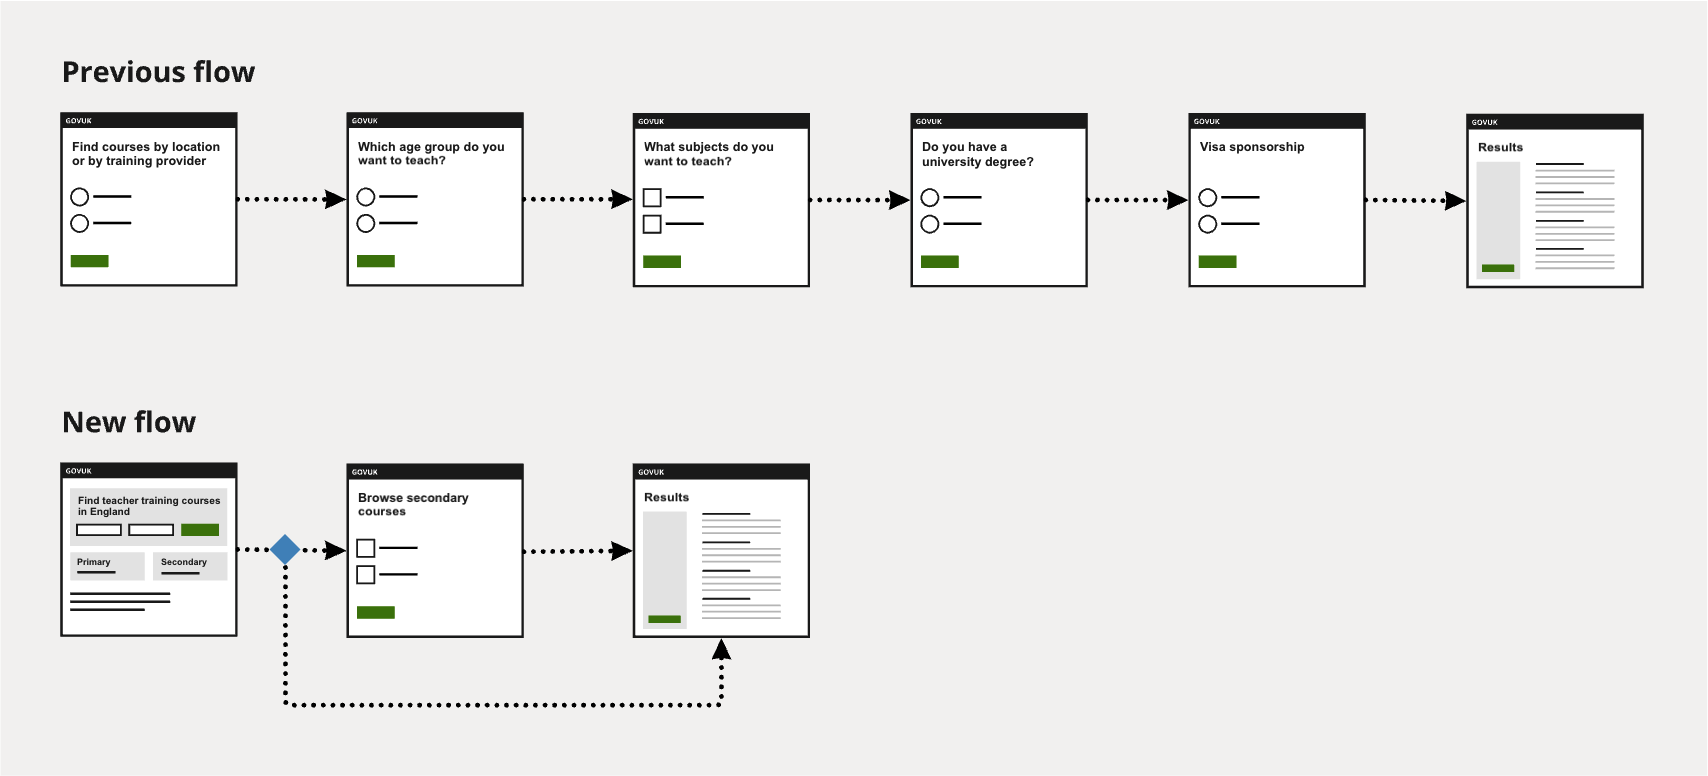 Previous flow
GOVUK
Find courses by location
or by training provider
GOVUK
Which age group do you
want to teach?
GOVUK
What subjects do you
want to teach?
GOVUK
Do you have a
university degree?
GOVUK
Visa sponsorship
GOVUK
Results
New flow
GOVUK
Find teacher training courses
in England
Primary
Secondary
GOVUK
Browse secondary
courses
GOVUK
Results